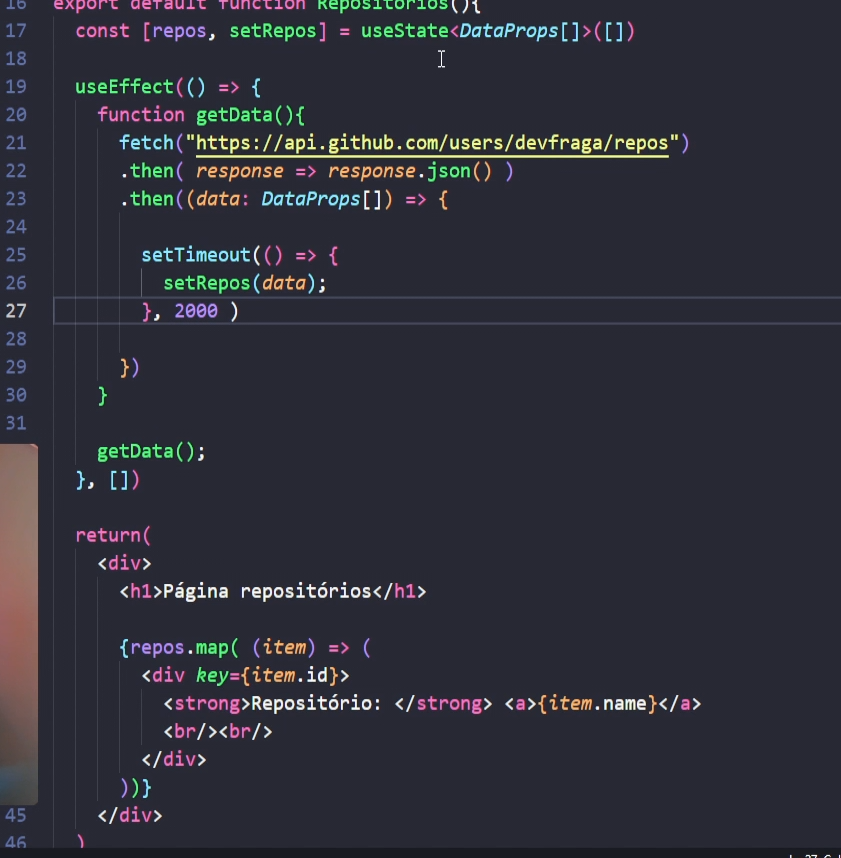 16 export default function Repositorios(){
17 const [repos, setRepos] = useState<DataProps[]>([])
18
19 useEffect(() => {
20 function getData(){
21 fetch("https://api.github.com/users/devfraga/repos")
22 .then( response => response.json() )
23 .then((data: DataProps[]) => {
24
25 setTimeout(() => {
26 setRepos(data);
27 }, 2000 )
28
29 })
30 }
31
getData();
}, [])
return(
<div>
<h1>Página repositórios</h1>
{repos.map( (item) => (
<div key={item.id}>
<strong>Repositório: </strong> <a>{item.name}</a>
<br/><br/>
</div>
))}
45 </div>
46 )